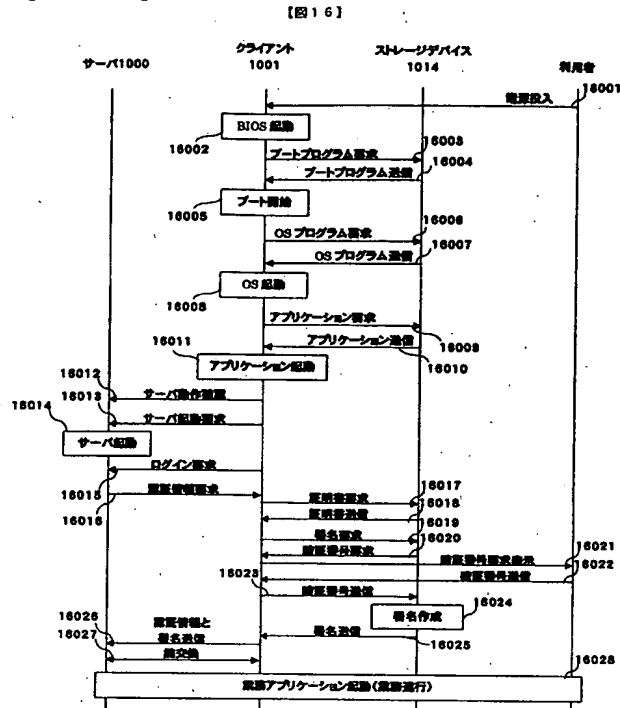 【図16】
サーバ1000
クライアント
1001
ストレージデバイス
1014
利用者
電源投入
16001
BIOS 起動
16002
ブートプログラム要求
16003
ブートプログラム送信
16004
ブート開始
16005
OS プログラム要求
16006
OS プログラム送信
16007
OS 起動
16008
アプリケーション要求
16009
アプリケーション送信
16010
16011
アプリケーション起動
16012
サーバ動作確認
16013
サーバ起動要求
16014
サーバ起動
ログイン要求
16015
認証情報要求
16016
証明書要求
16017
証明書送信
16018
署名要求
16019
暗証番号要求
16020
暗証番号要求表示
16021
暗証番号送信
16022
16023
暗証番号送信
署名作成
16024
署名送信
16025
16026
認証情報と
署名送信
16027
鍵交換
16028
業務アプリケーション起動(業務遂行)